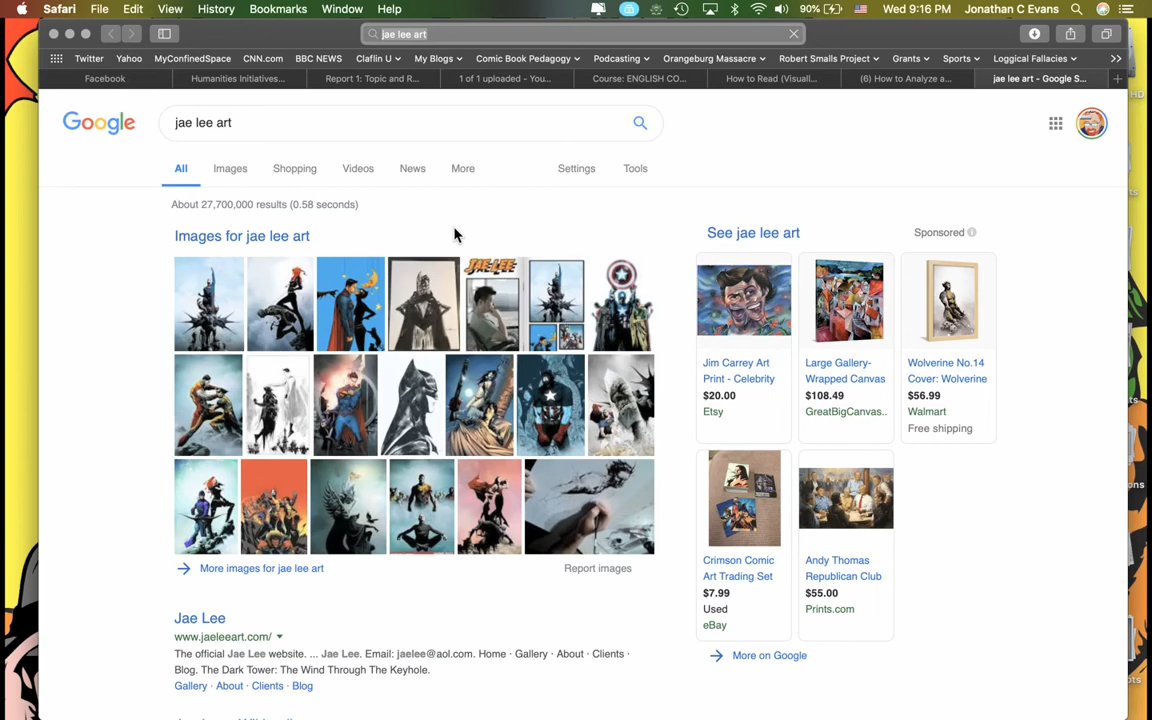 Safari File Edit View History Bookmarks Window Help 90% Wed 9:16 PM Jonathan C Evans
jae lee art
Twitter Yahoo MyConfinedSpace CNN.com BBC NEWS Claflin U My Blogs Comic Book Pedagogy Podcasting Orangeburg Massacre Robert Smalls Project Grants Sports Loggical Fallacies
Facebook Humanities Initiatives... Report 1: Topic and R... 1 of 1 uploaded - You... Course: ENGLISH CO... How to Read (Visuall... (6) How to Analyze a... jae lee art - Google S...
Google jae lee art
All Images Shopping Videos News More Settings Tools
About 27,700,000 results (0.58 seconds)
Images for jae lee art
JAE LEE
More images for jae lee art Report images
Jae Lee
www.jaeleeart.com/
The official Jae Lee website. ... Jae Lee. Email: jaelee@aol.com. Home · Gallery · About · Clients ·
Blog. The Dark Tower: The Wind Through The Keyhole.
Gallery · About · Clients · Blog
See jae lee art Sponsored
Jim Carrey Art
Print - Celebrity
$20.00
Etsy
Large Gallery-
Wrapped Canvas
$108.49
GreatBigCanvas..
Wolverine No.14
Cover: Wolverine
$56.99
Walmart
Free shipping
Crimson Comic
Art Trading Set
$7.99
Used
eBay
Andy Thomas
Republican Club
$55.00
Prints.com
More on Google
HD